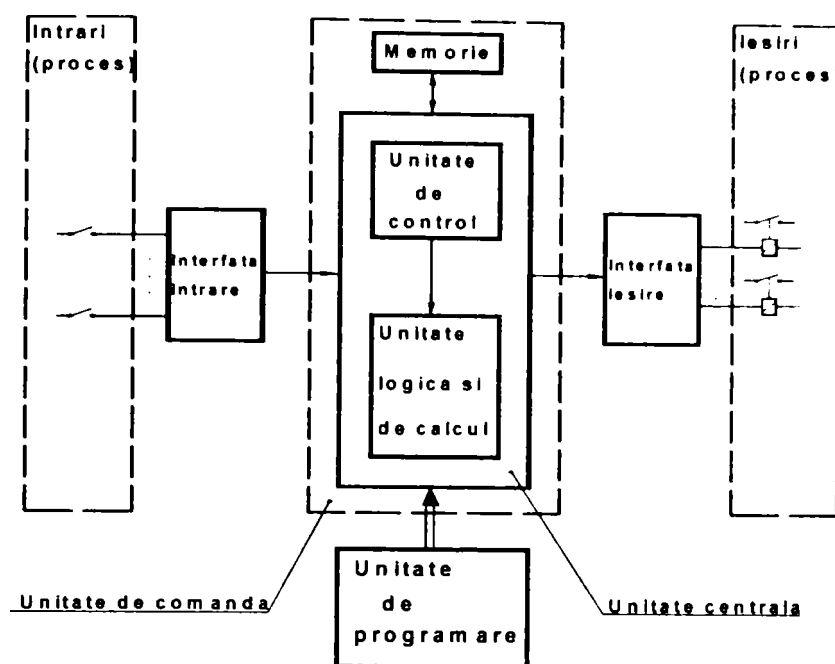 Intrari
(proces)
Memorie
Unitate
de
control
Unitate
logica si
de calcul
Interfata
Intrare
Interfata
Iesire
Iesiri
(proces
Unitate de comanda
Unitate
de
programare
Unitate centrala